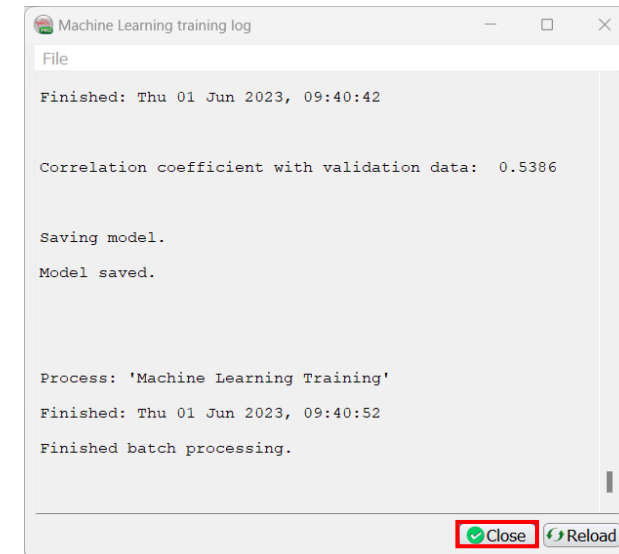 Machine Learning training log
File
Finished: Thu 01 Jun 2023, 09:40:42
Correlation coefficient with validation data:  0.5386
Saving model.
Model saved.
Process: 'Machine Learning Training'
Finished: Thu 01 Jun 2023, 09:40:52
Finished batch processing.
Close Reload